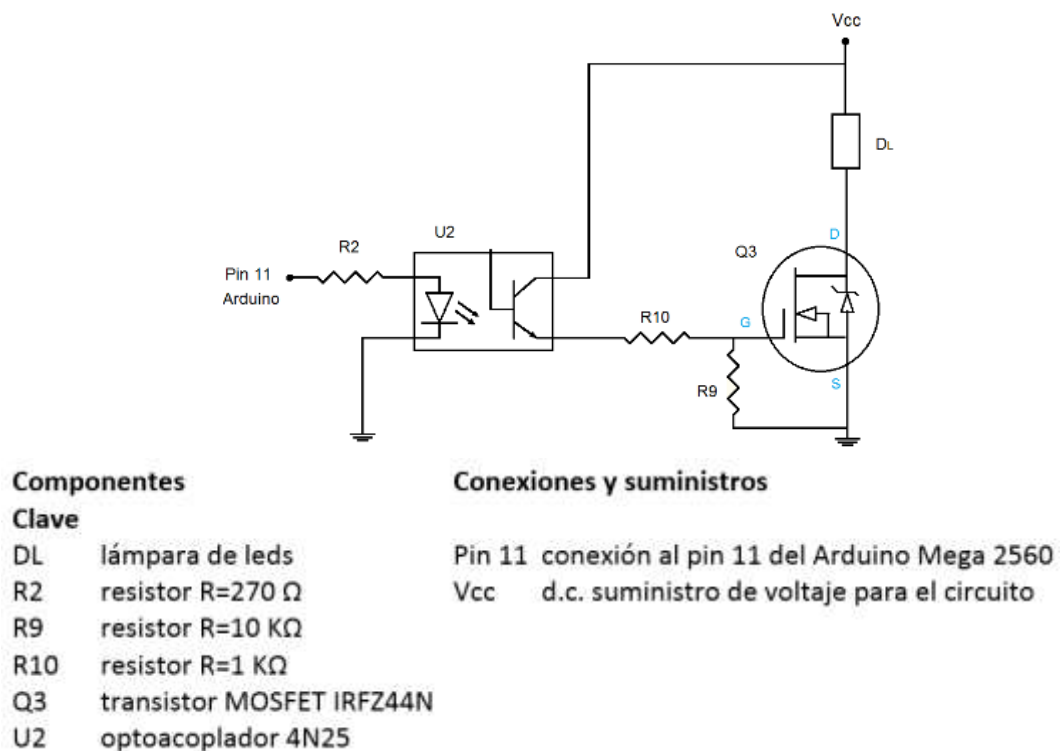 Vcc
DL
D
Q3
U2
R2
Pin 11
Arduino
R10
G
R9
S
Componentes
Conexiones y suministros
Clave
DL lámpara de leds
Pin 11 conexión al pin 11 del Arduino Mega 2560
R2 resistor R=270 Ω
Vcc d.c. suministro de voltaje para el circuito
R9 resistor R=10 KΩ
R10 resistor R=1 KΩ
Q3 transistor MOSFET IRFZ44N
U2 optoacoplador 4N25